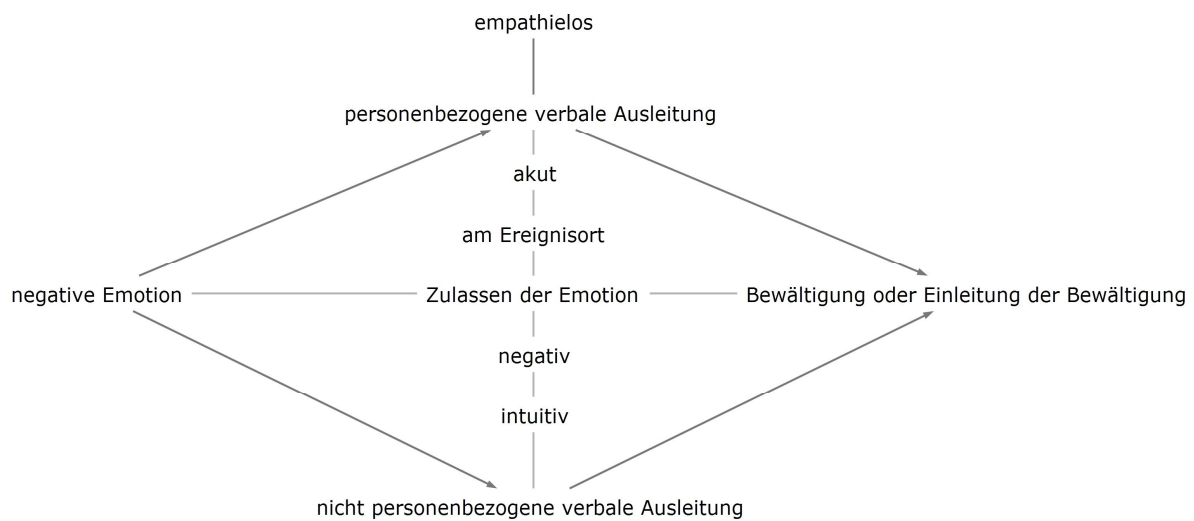 empathielos
personenbezogene verbale Ausleitung
akut
am Ereignisort
negative Emotion
Zulassen der Emotion
Bewältigung oder Einleitung der Bewältigung
negativ
intuitiv
nicht personenbezogene verbale Ausleitung